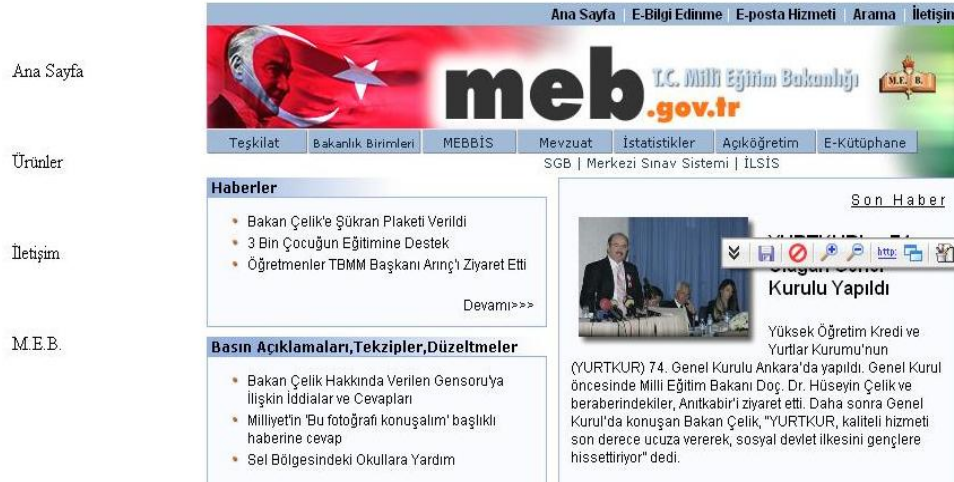 Ana Sayfa
Ürünler
İletişim
M.E.B.
Ana Sayfa | E-Bilgi Edinme | E-posta Hizmeti | Arama | İletişim
meb.gov.tr
T.C. Milli Eğitim Bakanlığı
M.E.B.
Teşkilat Bakanlık Birimleri MEBBİS Mevzuat İstatistikler Açıköğretim E-Kütüphane
SGB | Merkezi Sınav Sistemi | İLSİS
Haberler
Bakan Çelik'e Şükran Plaketi Verildi
3 Bin Çocuğun Eğitimine Destek
Öğretmenler TBMM Başkanı Arınç'ı Ziyaret Etti
Devamı>>>
Basın Açıklamaları,Tekzipler,Düzeltmeler
Bakan Çelik Hakkında Verilen Gensoru'ya
İlişkin İddialar ve Cevapları
Milliyet'in 'Bu fotoğrafı konuşalım' başlıklı
haberine cevap
Sel Bölgesindeki Okullara Yardım
Son Haber
http:
Kurulu Yapıldı
Yüksek Öğretim Kredi ve
Yurtlar Kurumu'nun
(YURTKUR) 74. Genel Kurulu Ankara'da yapıldı. Genel Kurul
öncesinde Milli Eğitim Bakanı Doç. Dr. Hüseyin Çelik ve
beraberindekiler, Anıtkabir'i ziyaret etti. Daha sonra Genel
Kurul'da konuşan Bakan Çelik, "YURTKUR, kaliteli hizmeti
son derece ucuza vererek, sosyal devlet ilkesini gençlere
hissettiriyor" dedi.